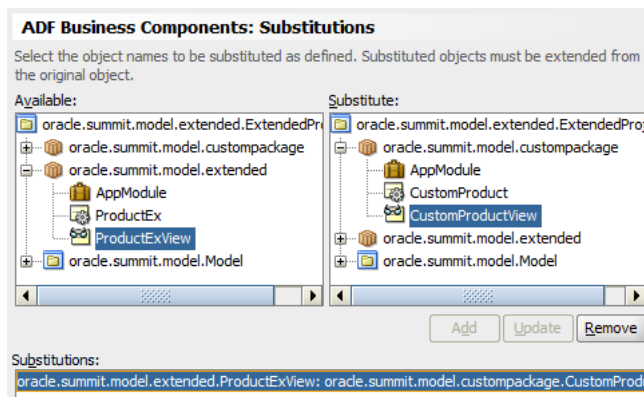 ADF Business Components: Substitutions
Select the object names to be substituted as defined. Substituted objects must be extended from
the original object.
Available:
oracle.summit.model.extended.ExtendedPr
oracle.summit.model.custompackage
oracle.summit.model.extended
AppModule
ProductEx
ProductExView
oracle.summit.model.Model
Substitute:
oracle.summit.model.extended.ExtendedProj
oracle.summit.model.custompackage
AppModule
CustomProduct
CustomProductView
oracle.summit.model.extended
oracle.summit.model.Model
Add Update Remove
Substitutions:
oracle.summit.model.extended.ProductExView: oracle.summit.model.custompackage.CustomProd